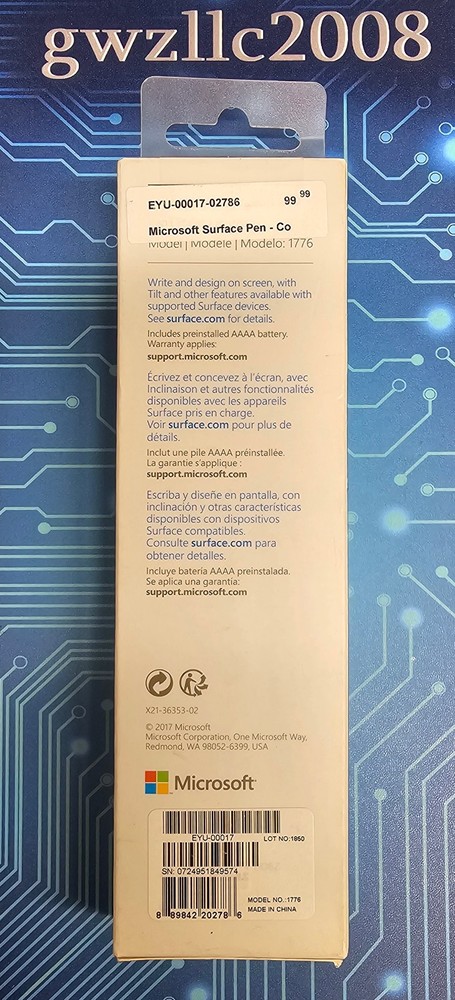 gwzllc2008
EYU-00017-02786 99 99
Microsoft Surface Pen - Co
Model | Modèle | Modelo: 1776
Write and design on screen, with
Tilt and other features available with
supported Surface devices.
See surface.com for details.
Includes preinstalled AAAA battery.
Warranty applies:
support.microsoft.com
Écrivez et concevez à l'écran, avec
Inclinaison et autres fonctionnalités
disponibles avec les appareils
Surface pris en charge.
Voir surface.com pour plus de
détails.
Inclut une pile AAAA préinstallée.
La garantie s'applique :
support.microsoft.com
Escriba y diseñe en pantalla, con
inclinación y otras características
disponibles con dispositivos
Surface compatibles.
Consulte surface.com para
obtener detalles.
Incluye batería AAAA preinstalada.
Se aplica una garantía:
support.microsoft.com
X21-36353-02
© 2017 Microsoft
Microsoft Corporation, One Microsoft Way,
Redmond, WA 98052-6399, USA
Microsoft
EYU-00017 LOT NO:1850
SN: 0724951849574
MODEL NO.:1776
MADE IN CHINA
8 89842 20278 6